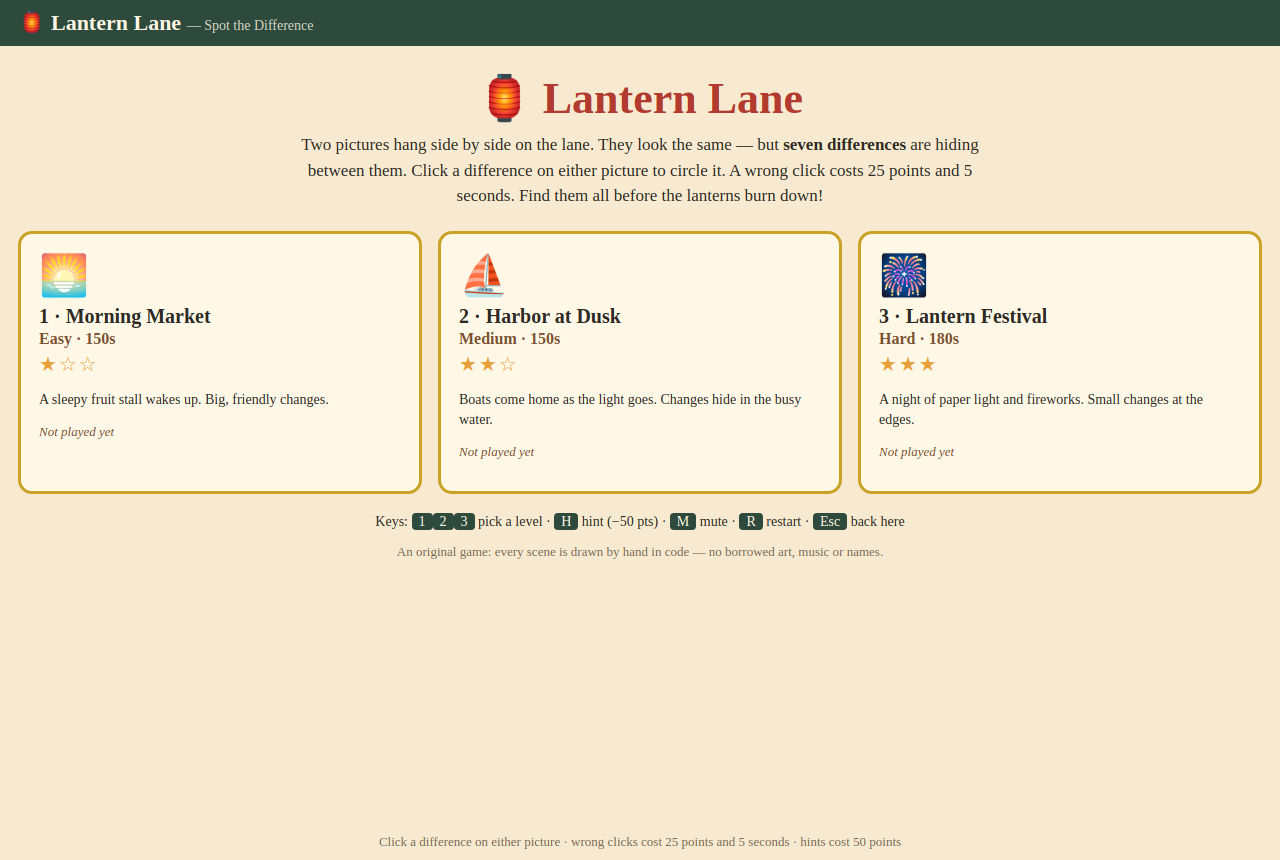 Lantern Lane — Spot the Difference
Lantern Lane
Two pictures hang side by side on the lane. They look the same — but seven differences are hiding
between them. Click a difference on either picture to circle it. A wrong click costs 25 points and 5
seconds. Find them all before the lanterns burn down!
1 · Morning Market
Easy · 150s
★☆☆
A sleepy fruit stall wakes up. Big, friendly changes.
Not played yet
2 · Harbor at Dusk
Medium · 150s
★★☆
Boats come home as the light goes. Changes hide in the busy
water.
Not played yet
3 · Lantern Festival
Hard · 180s
★★★
A night of paper light and fireworks. Small changes at the
edges.
Not played yet
Keys: 1 2 3 pick a level · H hint (−50 pts) · M mute · R restart · Esc back here
An original game: every scene is drawn by hand in code — no borrowed art, music or names.
Click a difference on either picture · wrong clicks cost 25 points and 5 seconds · hints cost 50 points